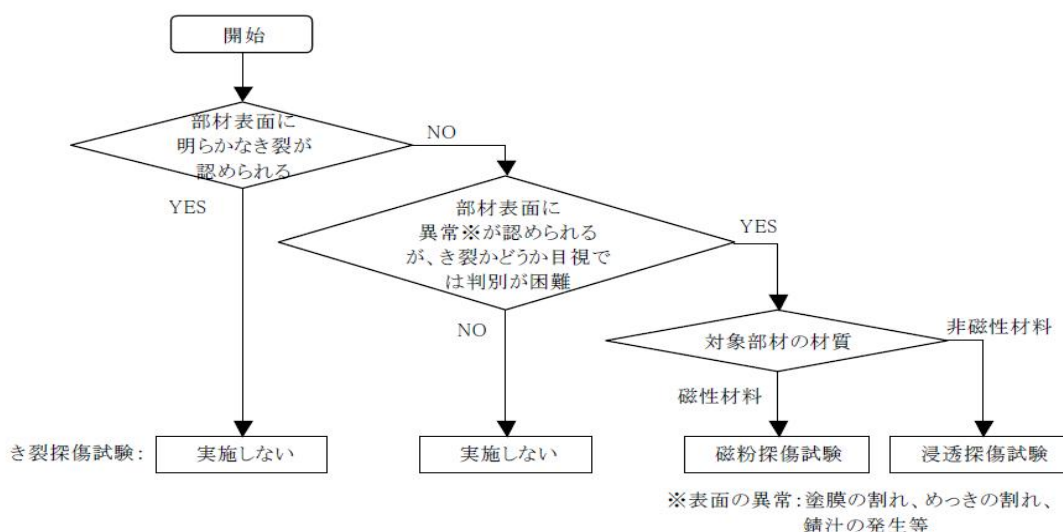 開始
部材表面に
明らかなき裂が
認められる
NO
YES
部材表面に
異常※が認められる
が、き裂かどうか目視で
は判別が困難
YES
NO
対象部材の材質
非磁性材料
磁性材料
き裂探傷試験：
実施しない
実施しない
磁粉探傷試験
浸透探傷試験
※表面の異常：塗膜の割れ、めっきの割れ、
錆汁の発生等